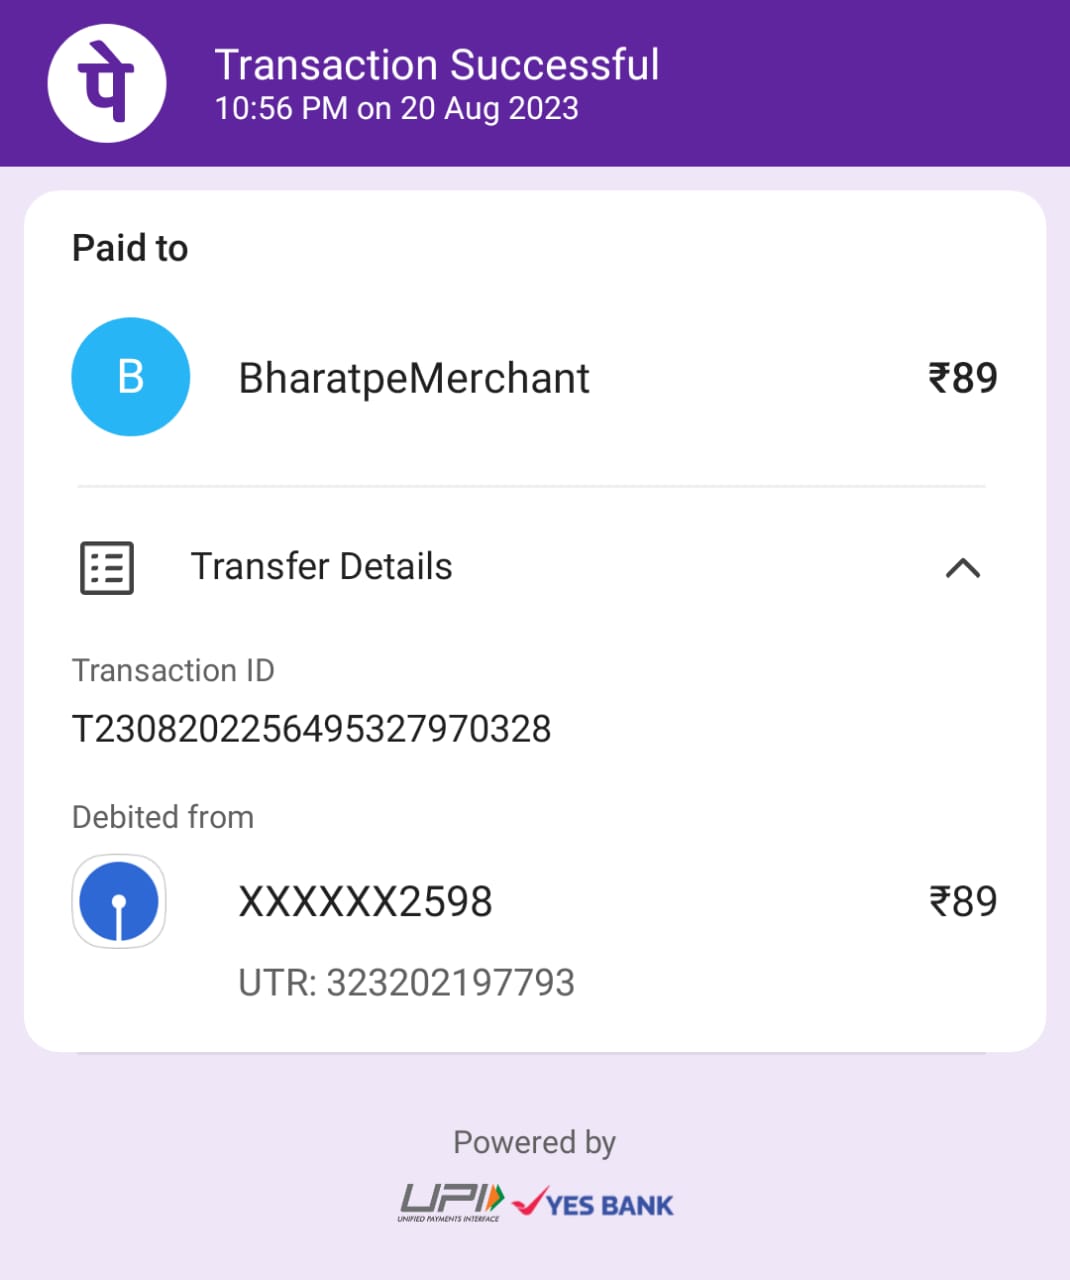 पे
Transaction Successful
10:56 PM on 20 Aug 2023
Paid to
B
BharatpeMerchant
₹89
Transfer Details
Transaction ID
T2308202256495327970328
Debited from
XXXXXX2598
₹89
UTR: 323202197793
Powered by
UPI YES BANK
UNIFIED PAYMENTS INTERFACE